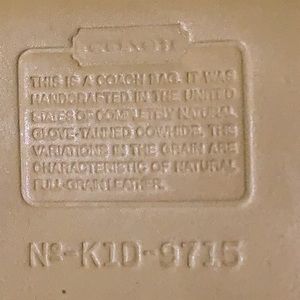 COACH
THIS IS A COACH BAG. IT WAS
HANDCRAFTED IN THE UNITED
STATES OF COMPLETELY NATURAL
GLOVE-TANNED COWHIDE. THE
VARIATIONS IN THE GRAIN ARE
CHARACTERISTIC OF NATURAL
FULL-GRAIN LEATHER.
Nº-K1D-9715